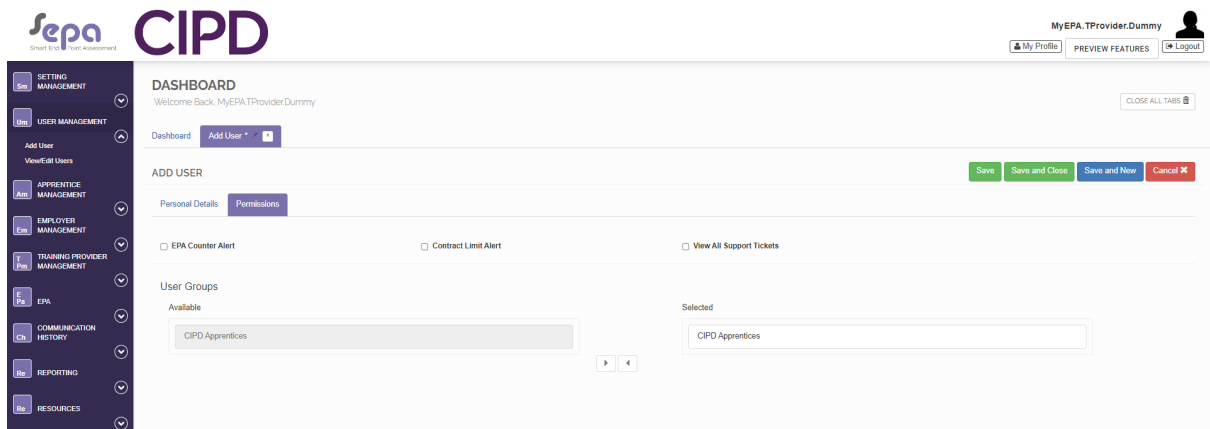 Sepa
Smart End Point Assessment
CIPD
MyEPA.TProvider.Dummy
My Profile
PREVIEW FEATURES
Logout
Sm
SETTING
MANAGEMENT
Um
USER MANAGEMENT
Add User
View/Edit Users
Am
APPRENTICE
MANAGEMENT
Em
EMPLOYER
MANAGEMENT
T
Pm
TRAINING PROVIDER
MANAGEMENT
E
Pa
EPA
Ch
COMMUNICATION
HISTORY
Re
REPORTING
Re
RESOURCES
DASHBOARD
Welcome Back, MyEPA.TProvider.Dummy
CLOSE ALL TABS
Dashboard
Add User *
ADD USER
Save
Save and Close
Save and New
Cancel
Personal Details
Permissions
EPA Counter Alert
Contract Limit Alert
View All Support Tickets
User Groups
Available
Selected
CIPD Apprentices
CIPD Apprentices